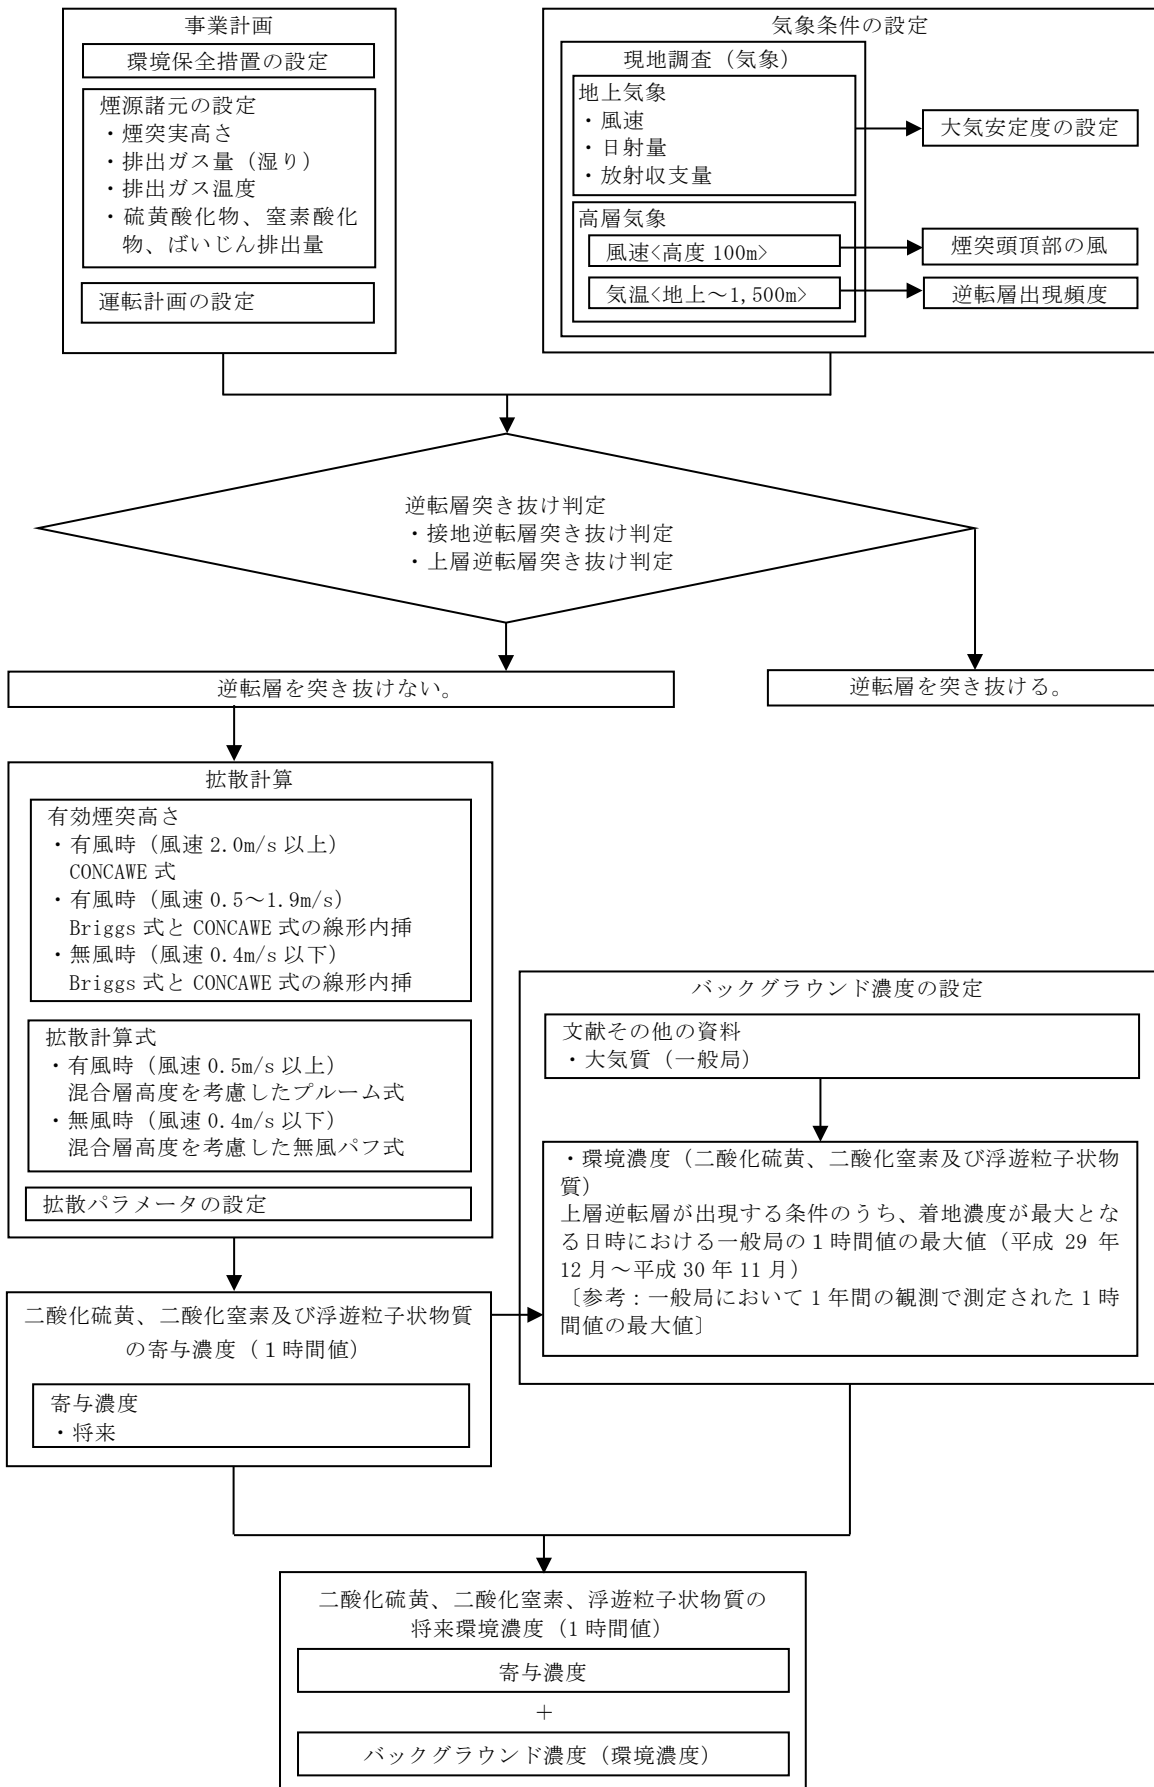 事業計画
環境保全措置の設定
煙源諸元の設定
・煙突実高さ
・排出ガス量（湿り）
・排出ガス温度
・硫黄酸化物、窒素酸化
物、ばいじん排出量
運転計画の設定
気象条件の設定
現地調査（気象）
地上気象
・風速
・日射量
・放射収支量
大気安定度の設定
高層気象
風速<高度 100m>
煙突頭頂部の風
気温<地上～1,500m>
逆転層出現頻度
逆転層突き抜け判定
・接地逆転層突き抜け判定
・上層逆転層突き抜け判定
逆転層を突き抜けない。
逆転層を突き抜ける。
拡散計算
有効煙突高さ
・有風時（風速 2.0m/s 以上）
CONCAWE 式
・有風時（風速 0.5～1.9m/s）
Briggs 式と CONCAWE 式の線形内挿
・無風時（風速 0.4m/s 以下）
Briggs 式と CONCAWE 式の線形内挿
拡散計算式
・有風時（風速 0.5m/s 以上）
混合層高度を考慮したプルーム式
・無風時（風速 0.4m/s 以下）
混合層高度を考慮した無風パフ式
拡散パラメータの設定
バックグラウンド濃度の設定
文献その他の資料
・大気質（一般局）
・環境濃度（二酸化硫黄、二酸化窒素及び浮遊粒子状物
質）
上層逆転層が出現する条件のうち、着地濃度が最大とな
る日時における一般局の１時間値の最大値（平成 29 年
12 月～平成 30 年 11 月）
〔参考：一般局において 1 年間の観測で測定された 1 時
間値の最大値〕
二酸化硫黄、二酸化窒素及び浮遊粒子状物質
の寄与濃度（１時間値）
寄与濃度
・将来
二酸化硫黄、二酸化窒素、浮遊粒子状物質の
将来環境濃度（1 時間値）
寄与濃度
＋
バックグラウンド濃度（環境濃度）